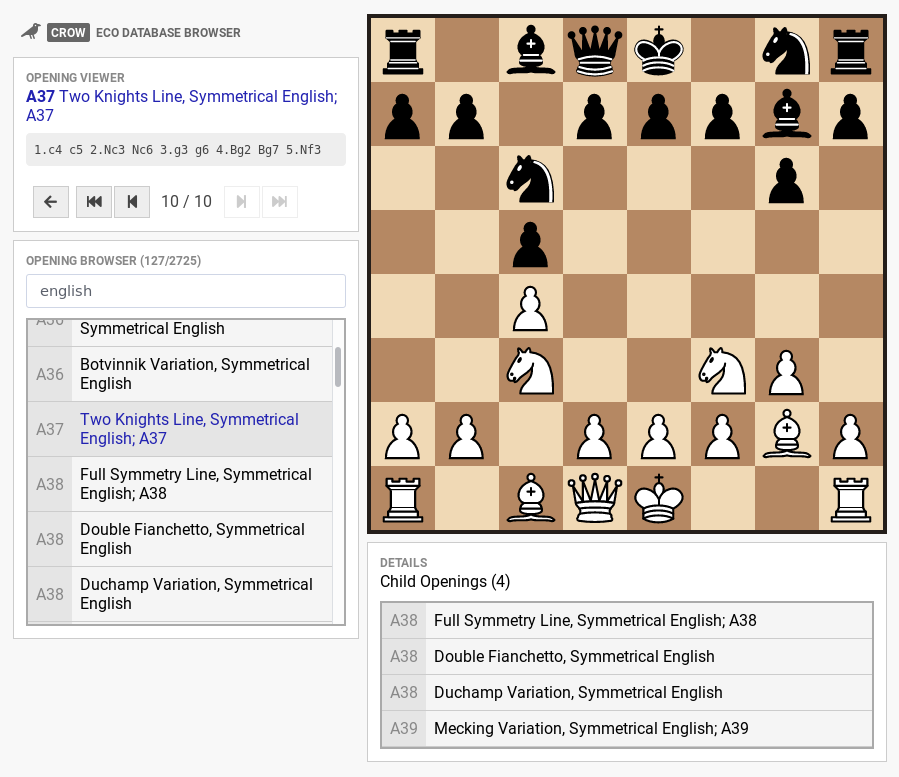 CROW ECO DATABASE BROWSER
OPENING VIEWER
A37 Two Knights Line, Symmetrical English;
A37
1.c4 c5 2.Nc3 Nc6 3.g3 g6 4.Bg2 Bg7 5.Nf3
10 / 10
OPENING BROWSER (127/2725)
english
A36
Symmetrical English
A36
Botvinnik Variation, Symmetrical
English
A37
Two Knights Line, Symmetrical
English; A37
A38
Full Symmetry Line, Symmetrical
English; A38
A38
Double Fianchetto, Symmetrical
English
A38
Duchamp Variation, Symmetrical
English
DETAILS
Child Openings (4)
A38 Full Symmetry Line, Symmetrical English; A38
A38 Double Fianchetto, Symmetrical English
A38 Duchamp Variation, Symmetrical English
A39 Mecking Variation, Symmetrical English; A39